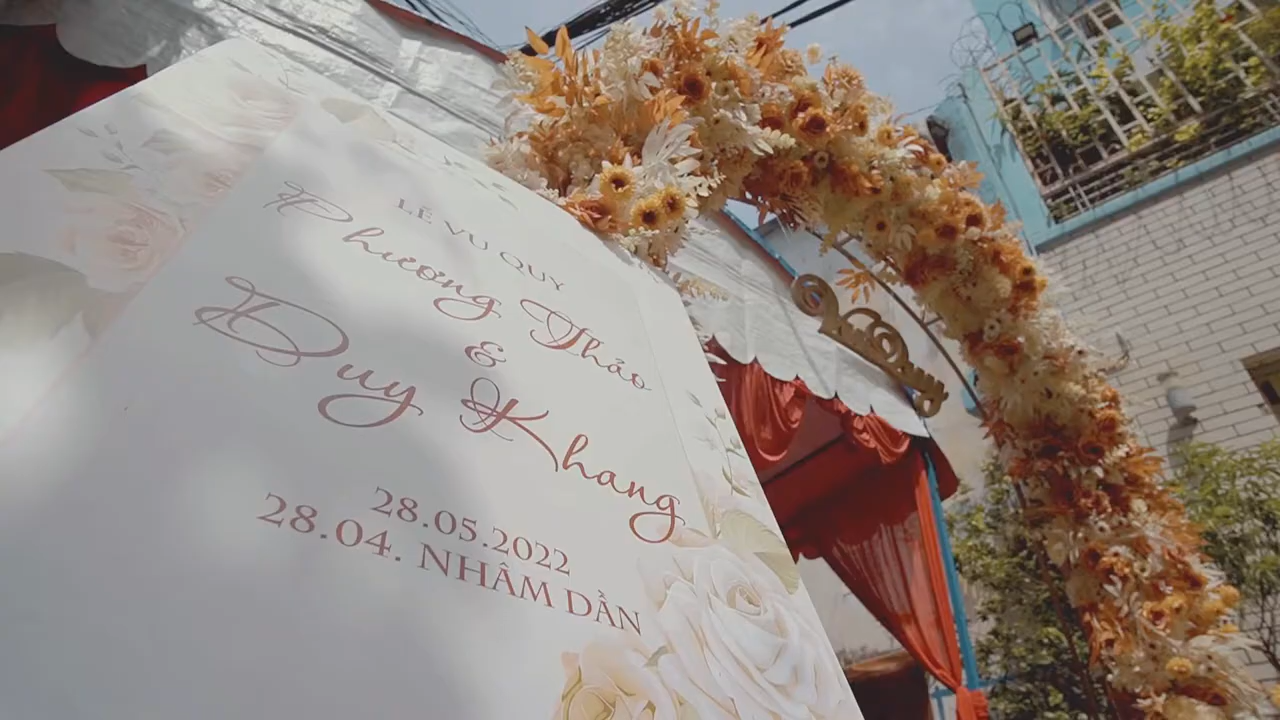 LỄ VU QUY
Phương Thảo
&
Duy Khang
28.05.2022
28.04. NHÂM DẦN